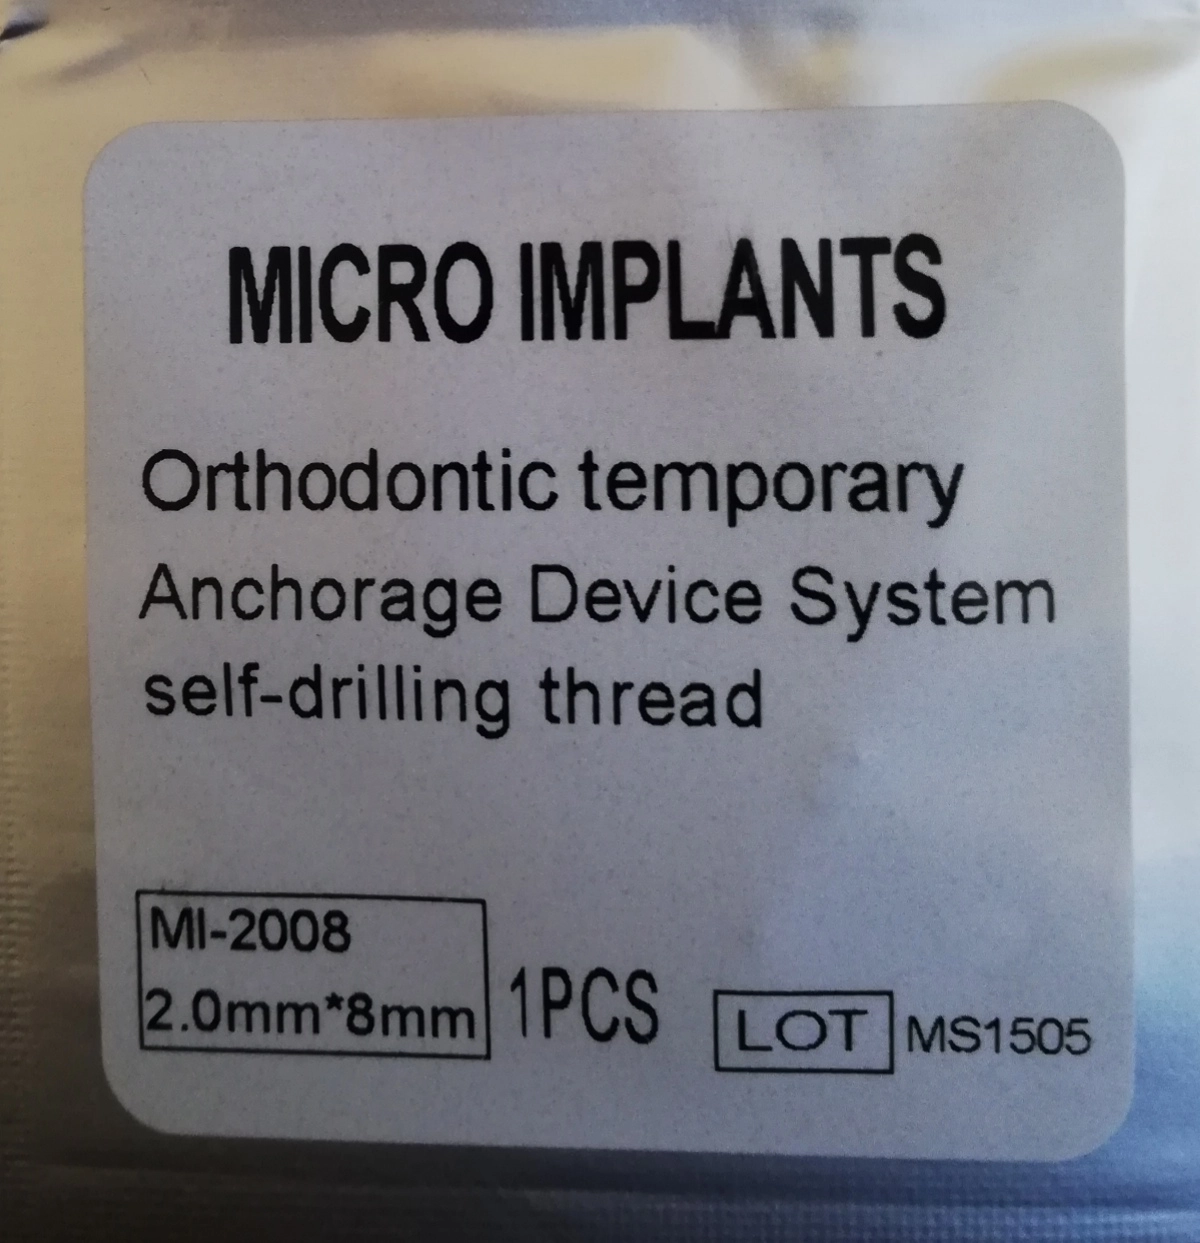 MICRO IMPLANTS
Orthodontic temporary
Anchorage Device System
self-drilling thread
MI-2008
2.0mm*8mm
1PCS
LOT MS1505